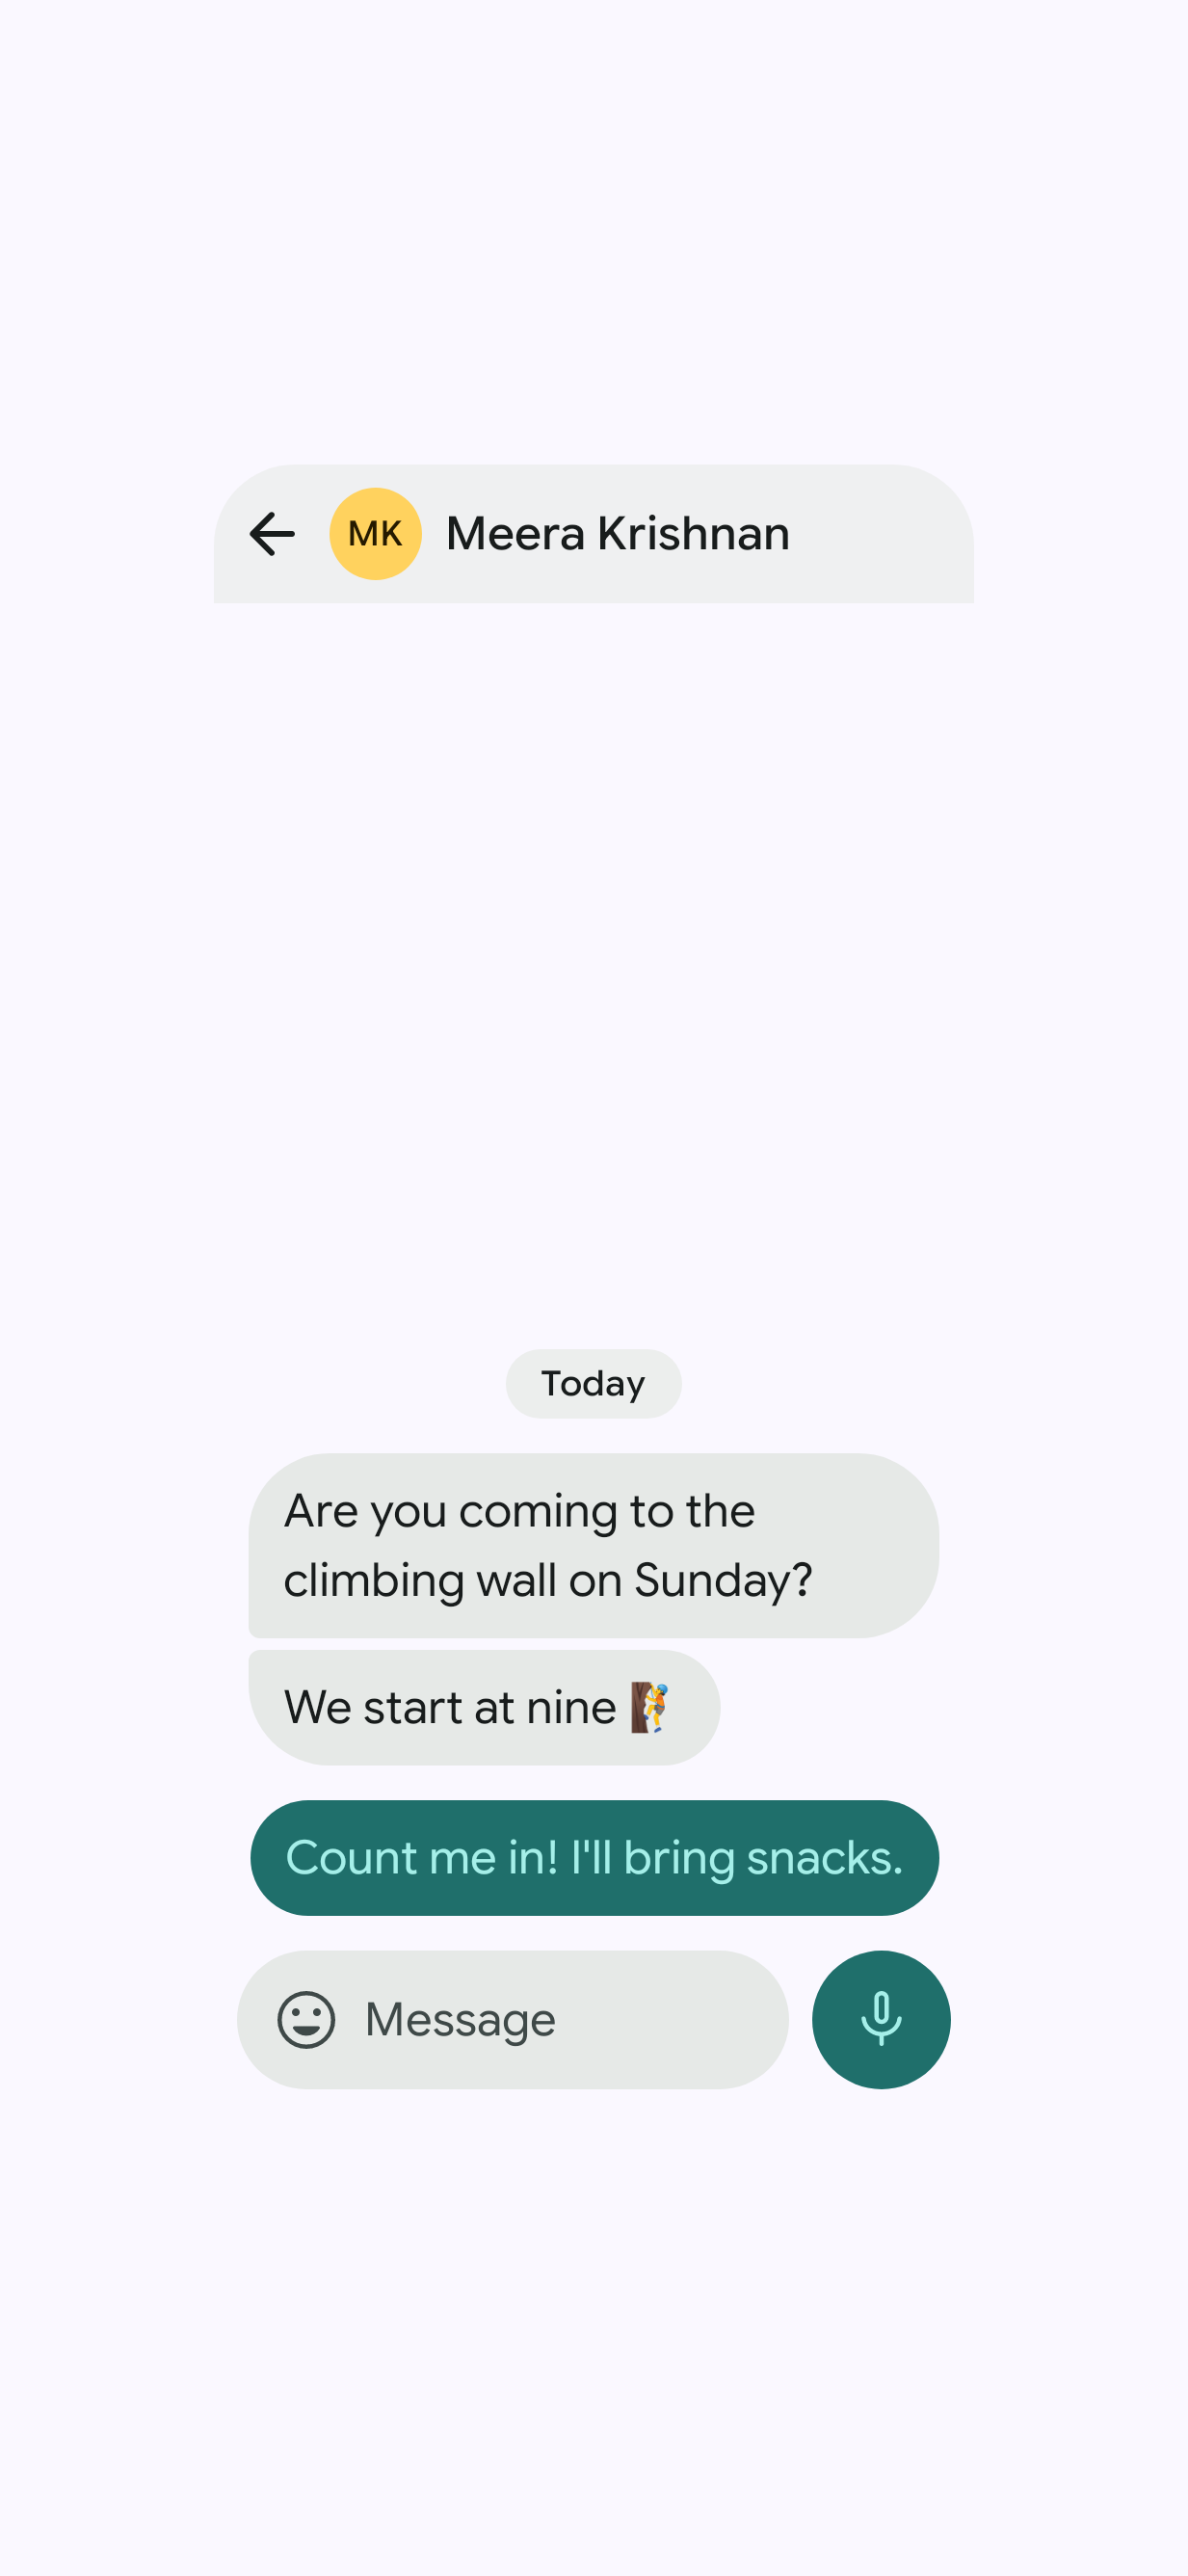 MK Meera Krishnan
Today
Are you coming to the
climbing wall on Sunday?
We start at nine 🧗
Count me in! I'll bring snacks.
Message